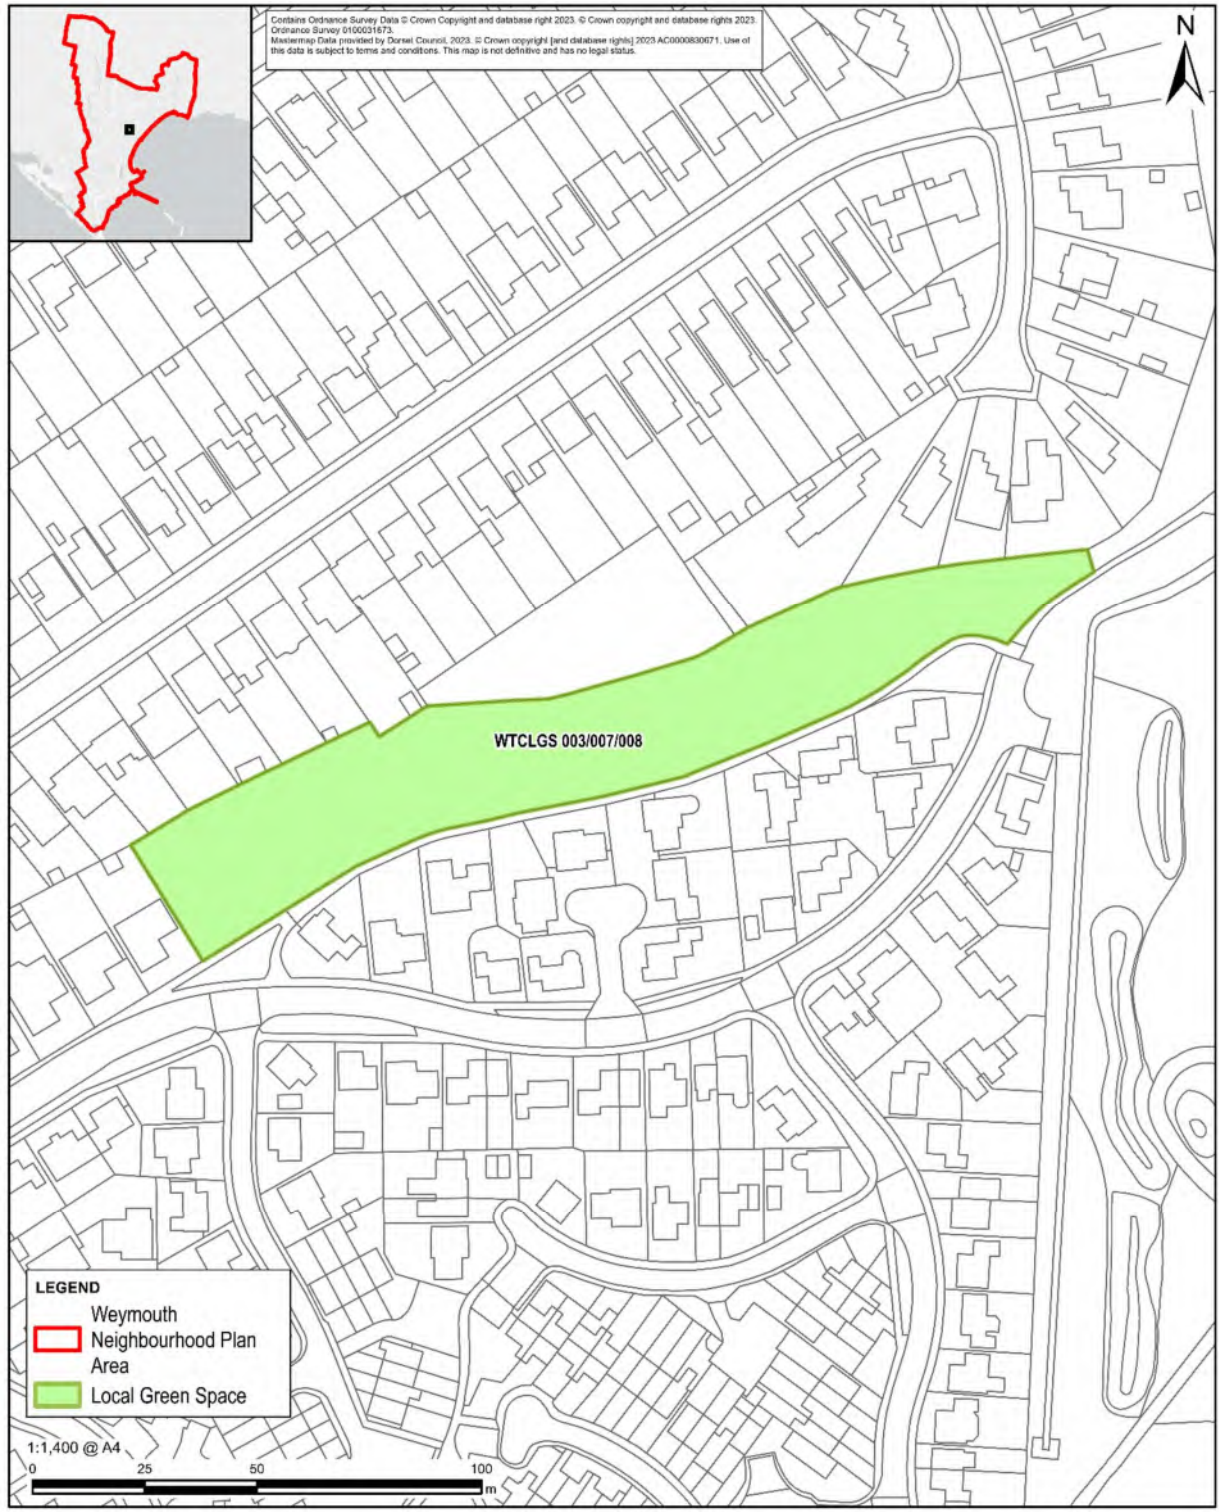 Contains Ordnance Survey Data © Crown Copyright and database right 2023. © Crown copyright and database rights 2023.
Ordnance Survey 0100031673.
Mastermap Data provided by Dorset Council, 2023. © Crown copyright [and database rights] 2023 AC0000830671. Use of
this data is subject to terms and conditions. This map is not definitive and has no legal status.
N
WTCLGS 003/007/008
LEGEND
Weymouth
Neighbourhood Plan
Area
Local Green Space
1:1,400 @ A4
0 25 50 100
m